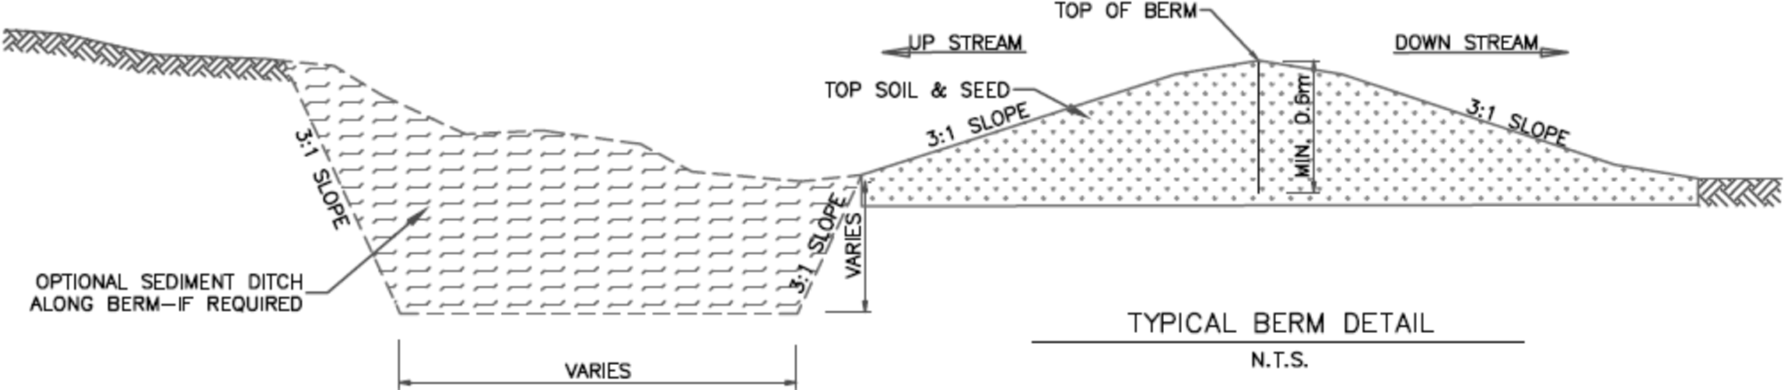 TOP OF BERM
UP STREAM
DOWN STREAM
TOP SOIL & SEED
3:1 SLOPE
MIN. 0.6m
3:1 SLOPE
3:1 SLOPE
3:1 SLOPE
VARIES
OPTIONAL SEDIMENT DITCH
ALONG BERM-IF REQUIRED
VARIES
TYPICAL BERM DETAIL
N.T.S.